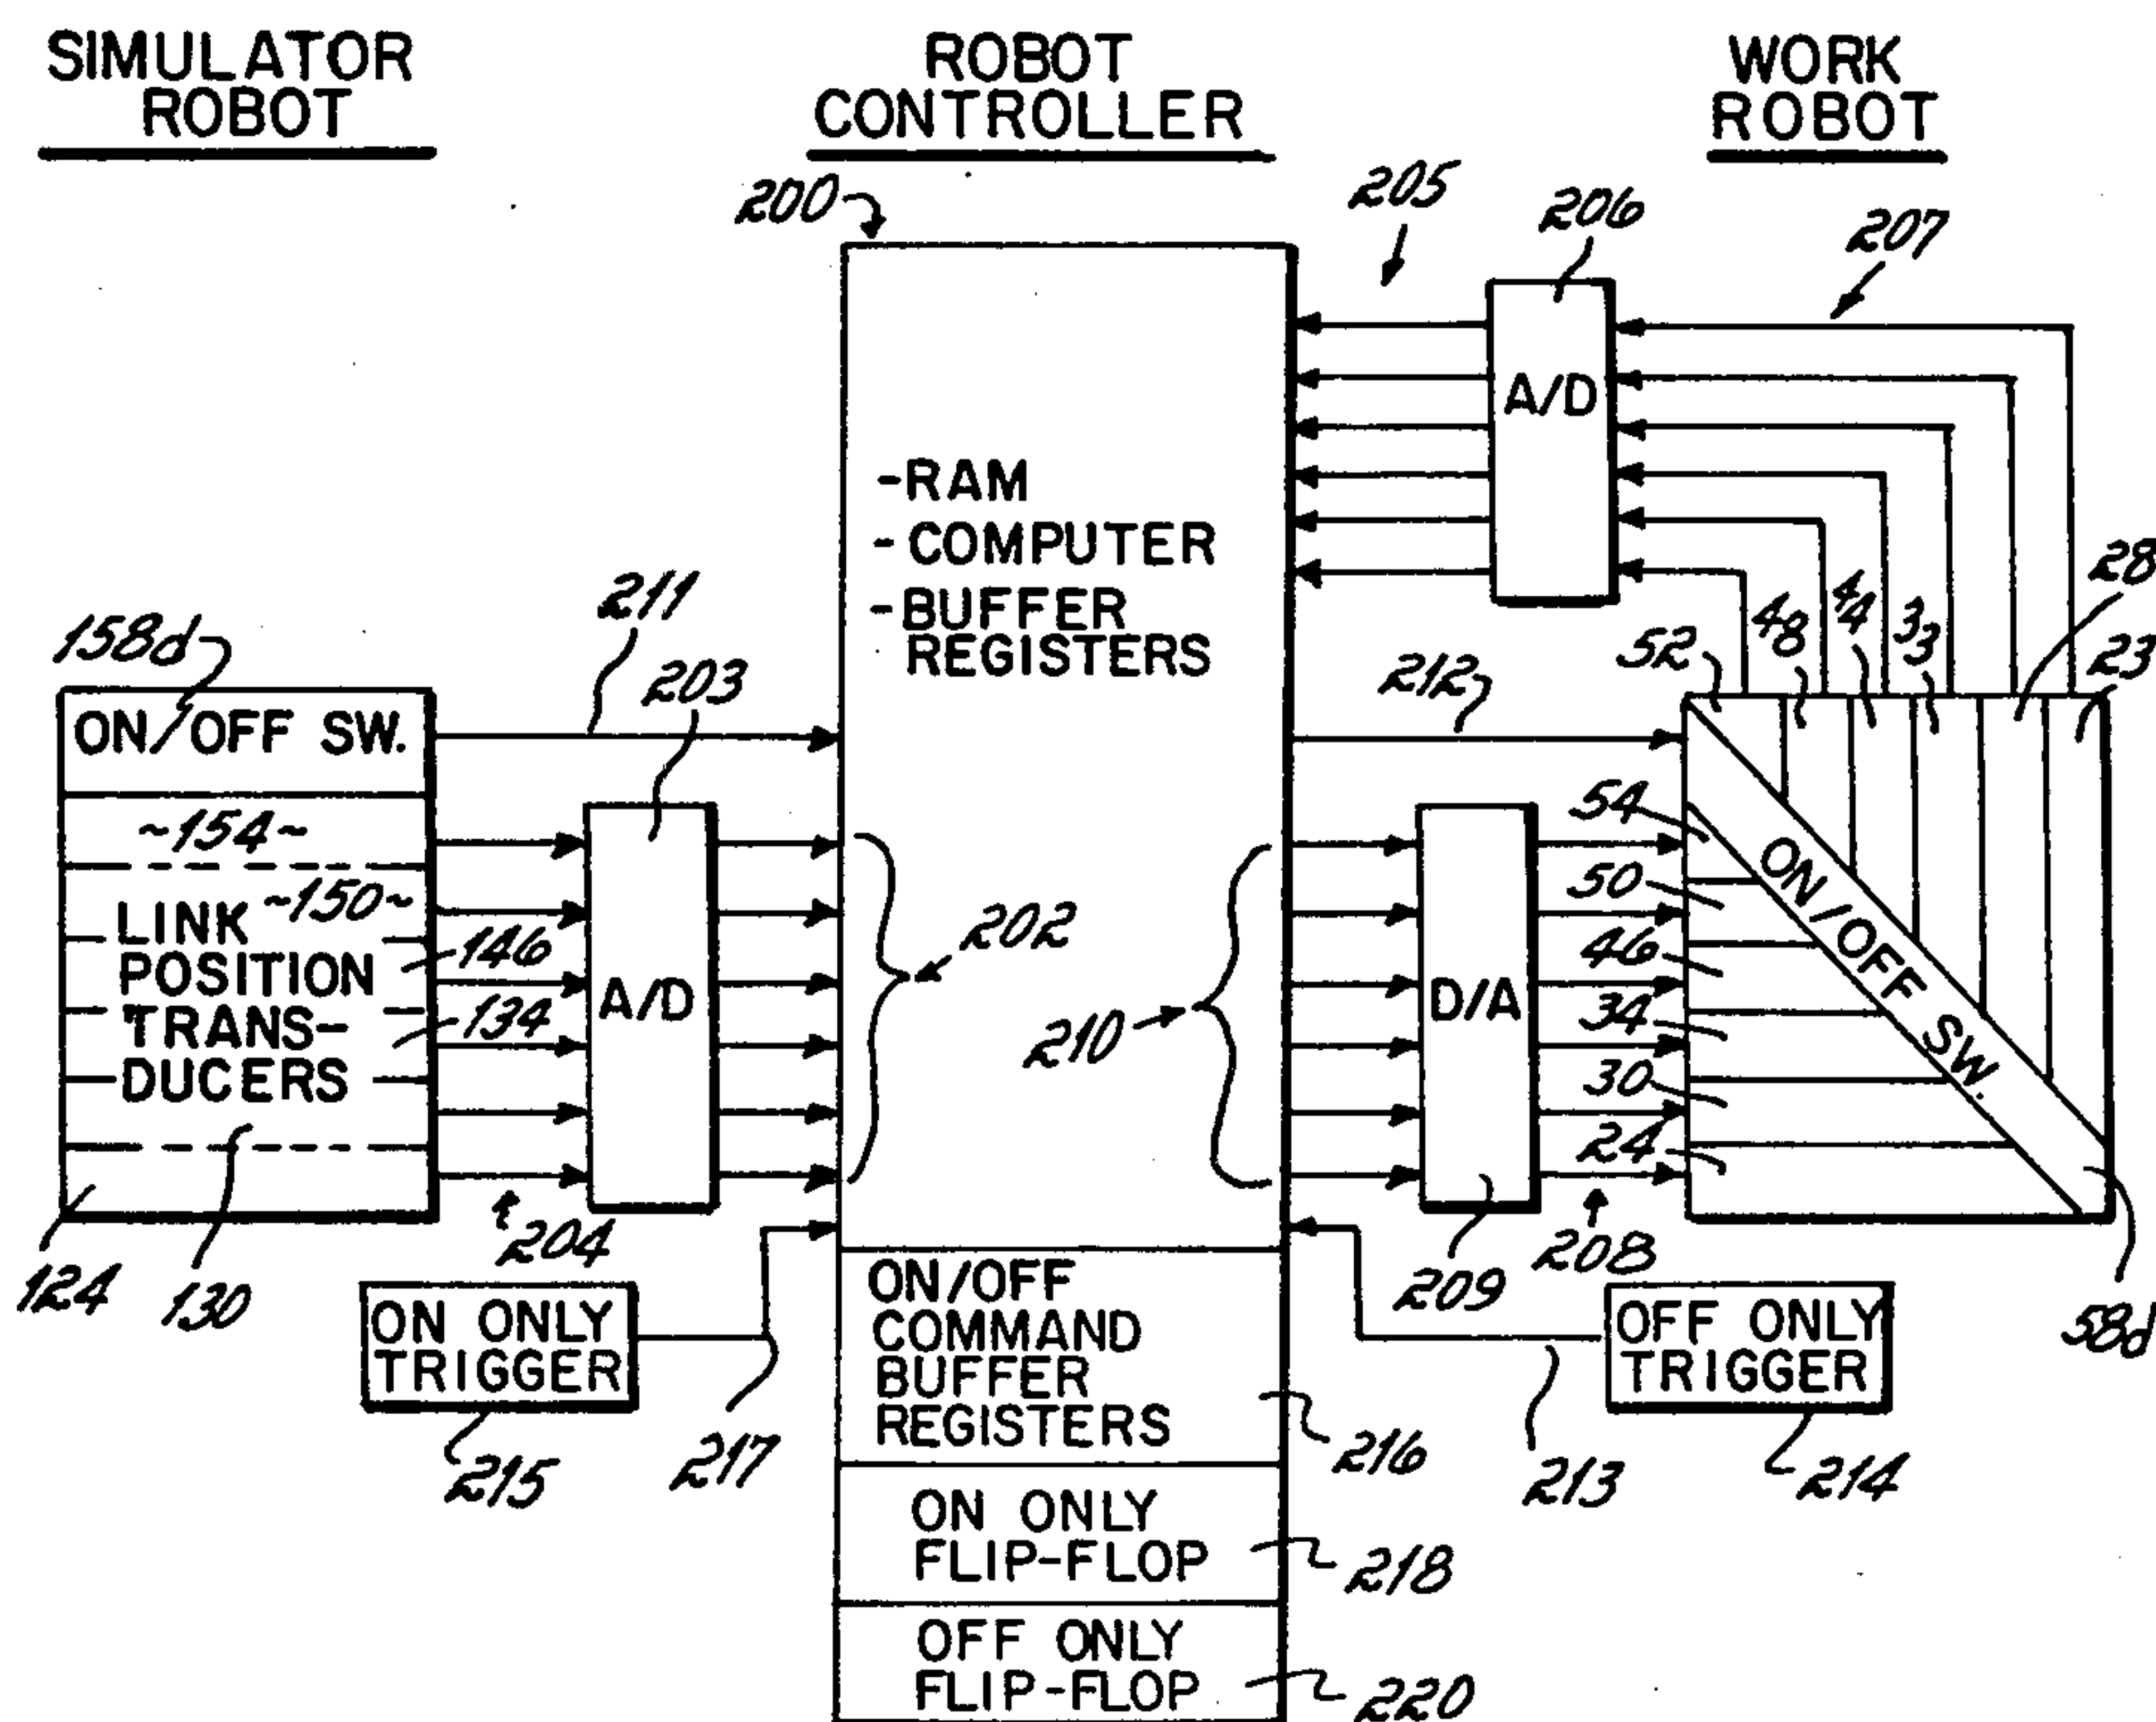 SIMULATOR
ROBOT
ROBOT
CONTROLLER
WORK
ROBOT
200
205
206
207
A/D
-RAM
- COMPUTER
-BUFFER
REGISTERS
211
203
212
158d
ON/OFF SW.
~154~
~150~
LINK
POSITION
TRANS-
DUCERS
146
134
124
130
204
A/D
202
210
D/A
209
208
52
48
44
33
28
23
54
50
46
34
30
24
ON/OFF SW.
58d
ON ONLY
TRIGGER
215
217
ON/OFF
COMMAND
BUFFER
REGISTERS
216
OFF ONLY
TRIGGER
213
214
ON ONLY
FLIP-FLOP
218
OFF ONLY
FLIP-FLOP
220